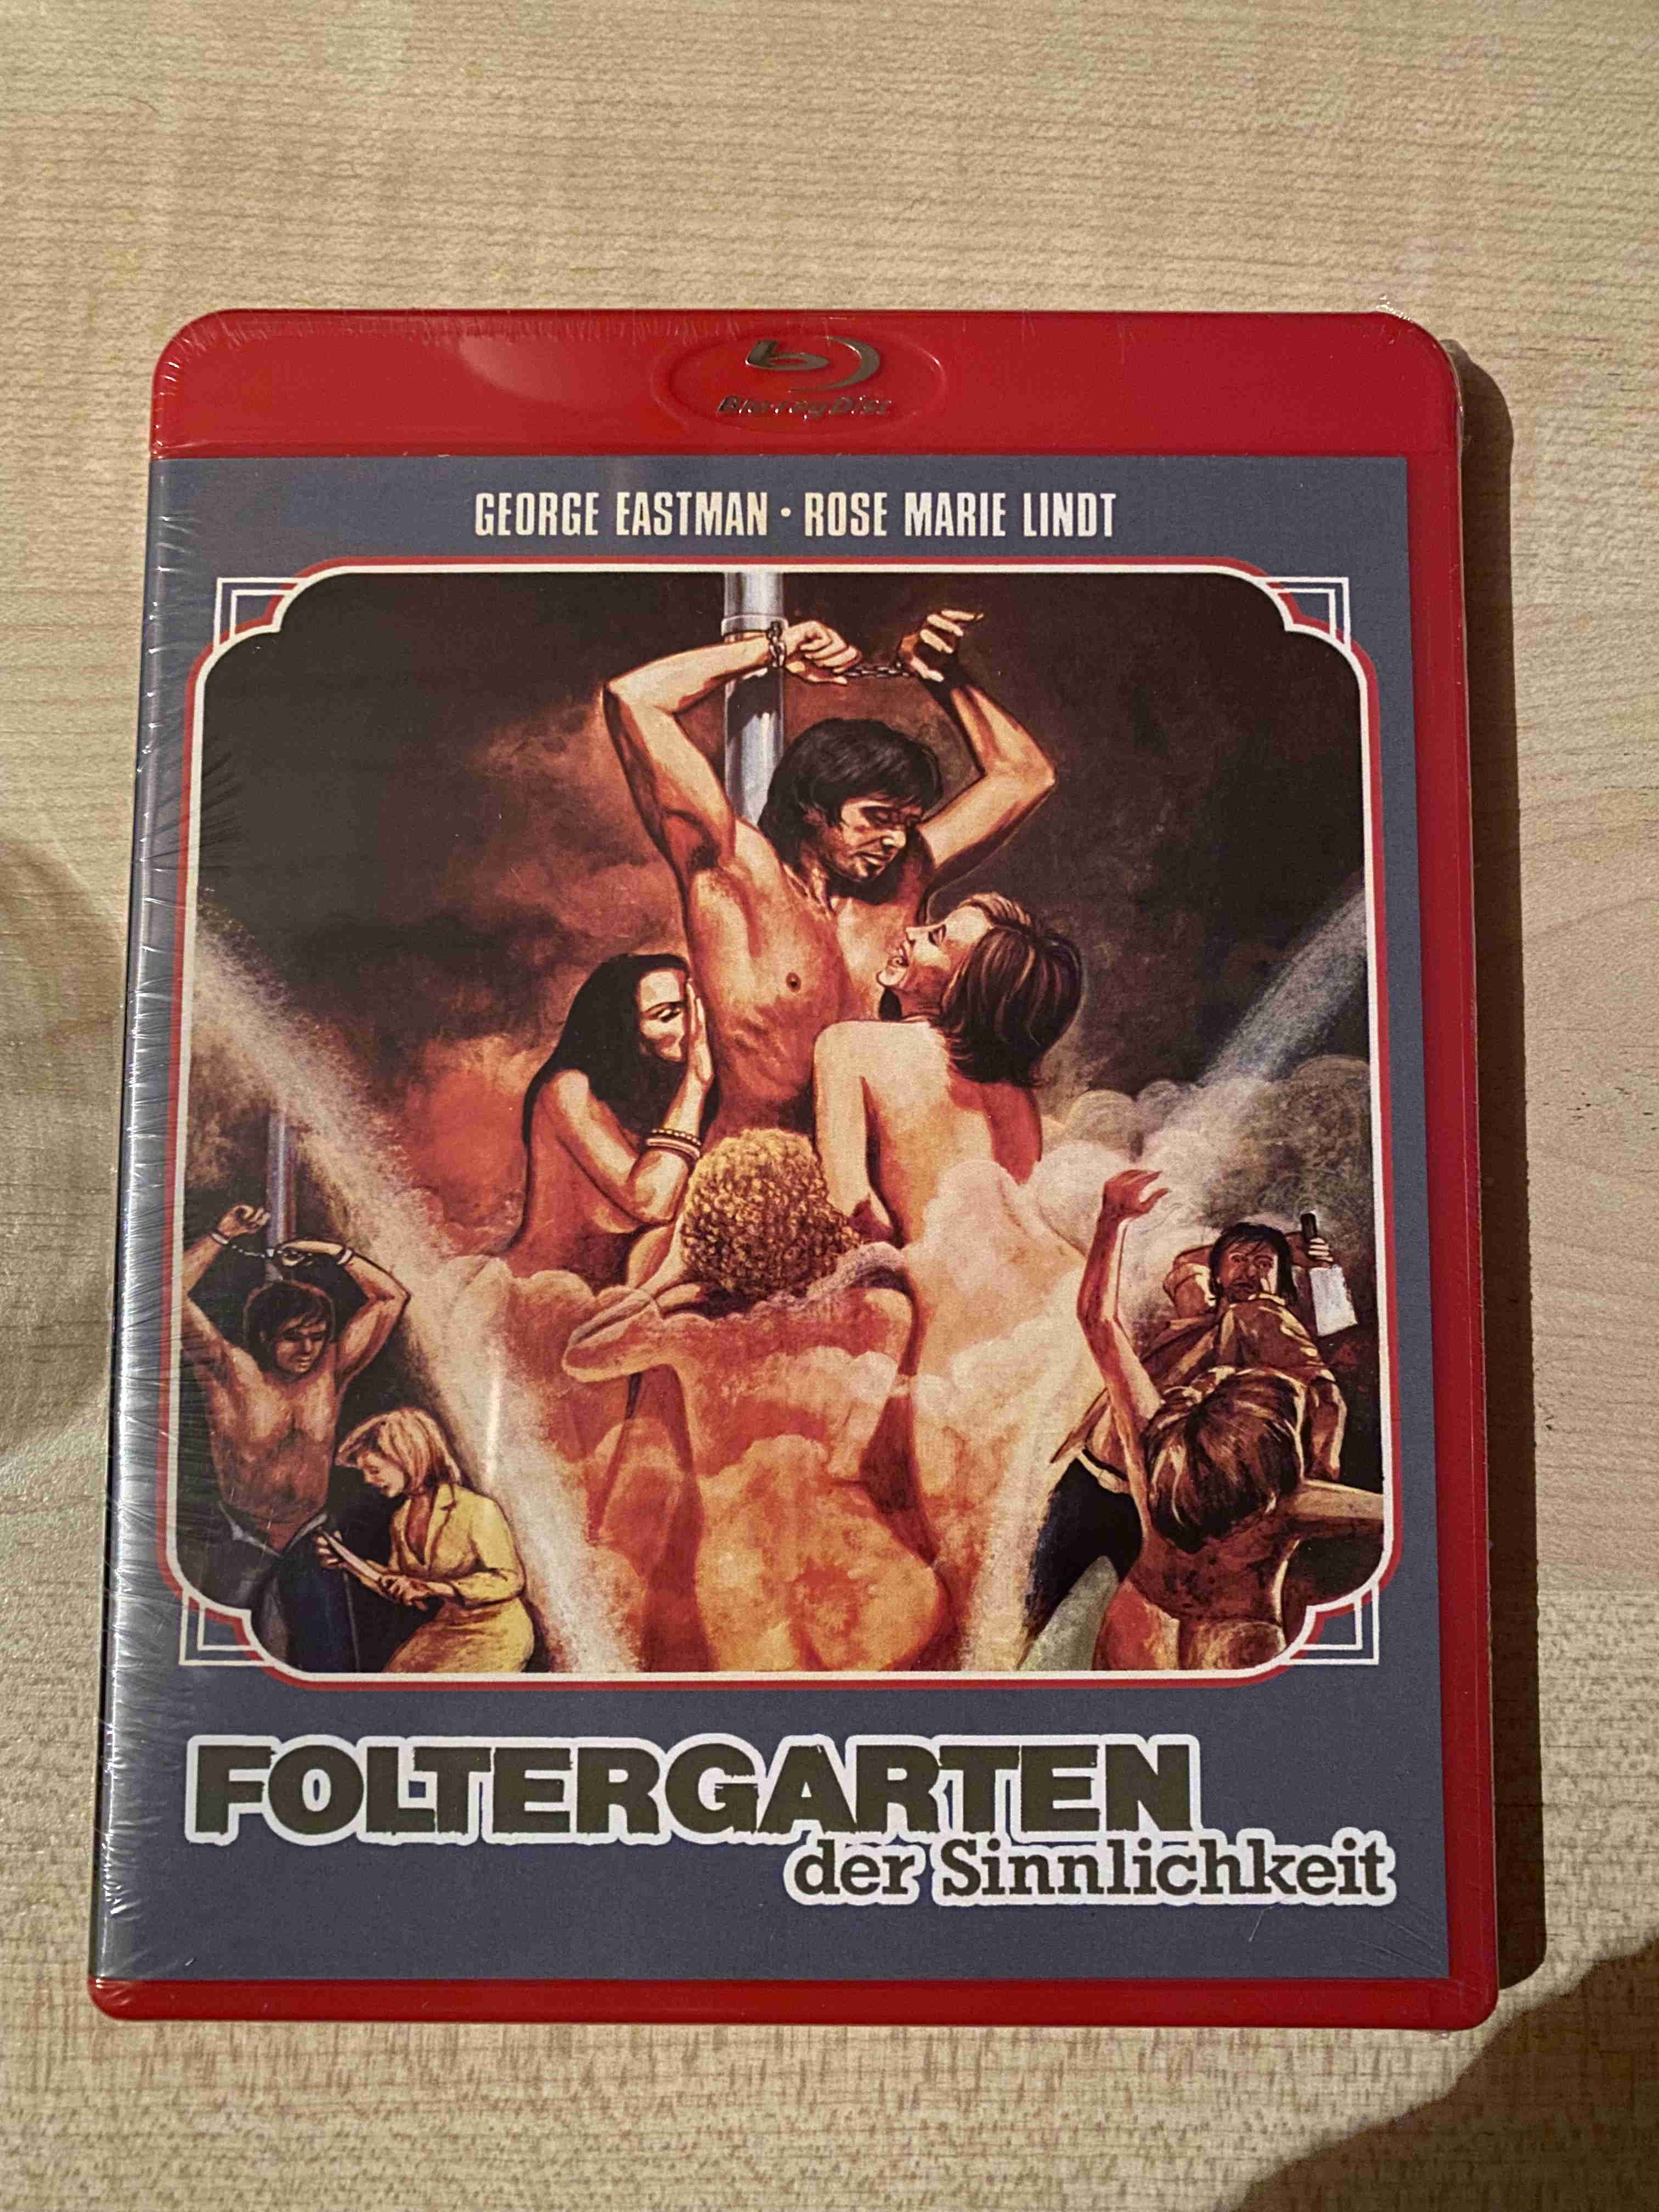 Blu-ray Disc
GEORGE EASTMAN • ROSE MARIE LINDT
FOLTERGARTEN
der Sinnlichkeit